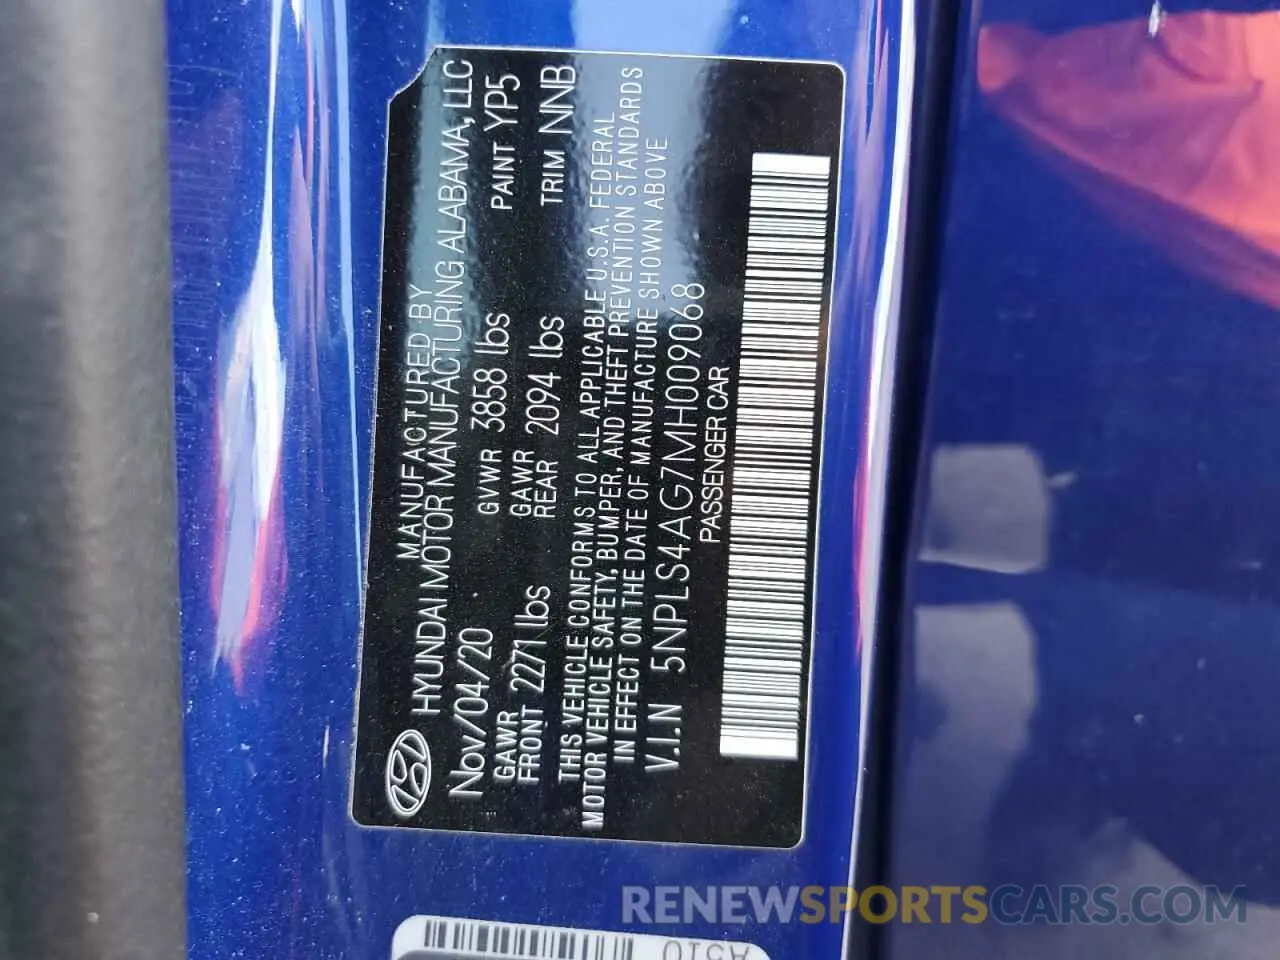 MANUFACTURED BY
HYUNDAI MOTOR MANUFACTURING ALABAMA, LLC
Nov/04/20 GVWR 3858 lbs PAINT YP5
GAWR FRONT 2271 lbs GAWR REAR 2094 lbs TRIM NNB
THIS VEHICLE CONFORMS TO ALL APPLICABLE U.S.A. FEDERAL
MOTOR VEHICLE SAFETY, BUMPER, AND THEFT PREVENTION STANDARDS
IN EFFECT ON THE DATE OF MANUFACTURE SHOWN ABOVE
V.I.N 5NPLS4AG7MH009068
PASSENGER CAR
A510
RENEWSPORTSCARS.COM